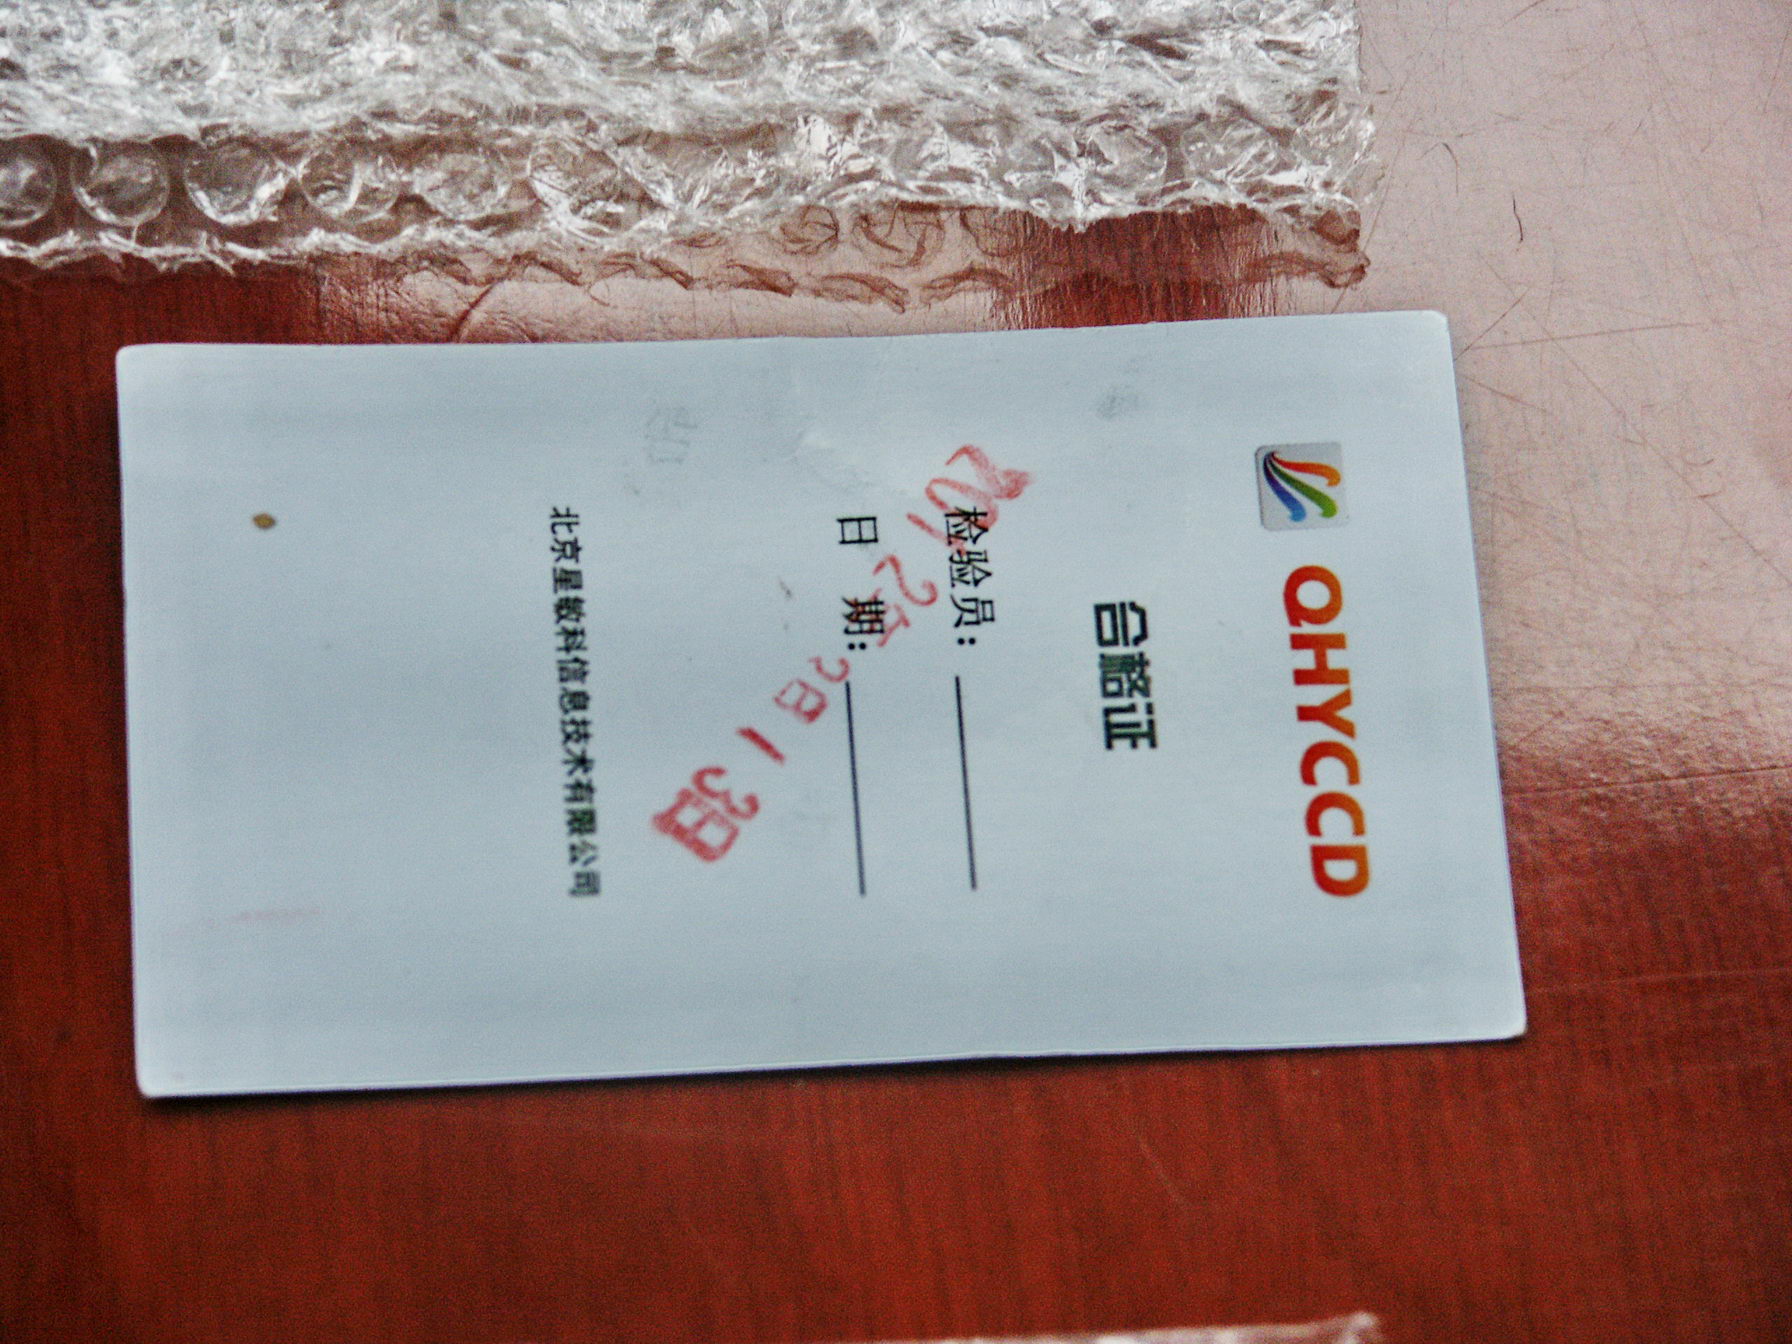 QHYCCD
合格证
检验员:
日 期:
北京星敏科信息技术有限公司